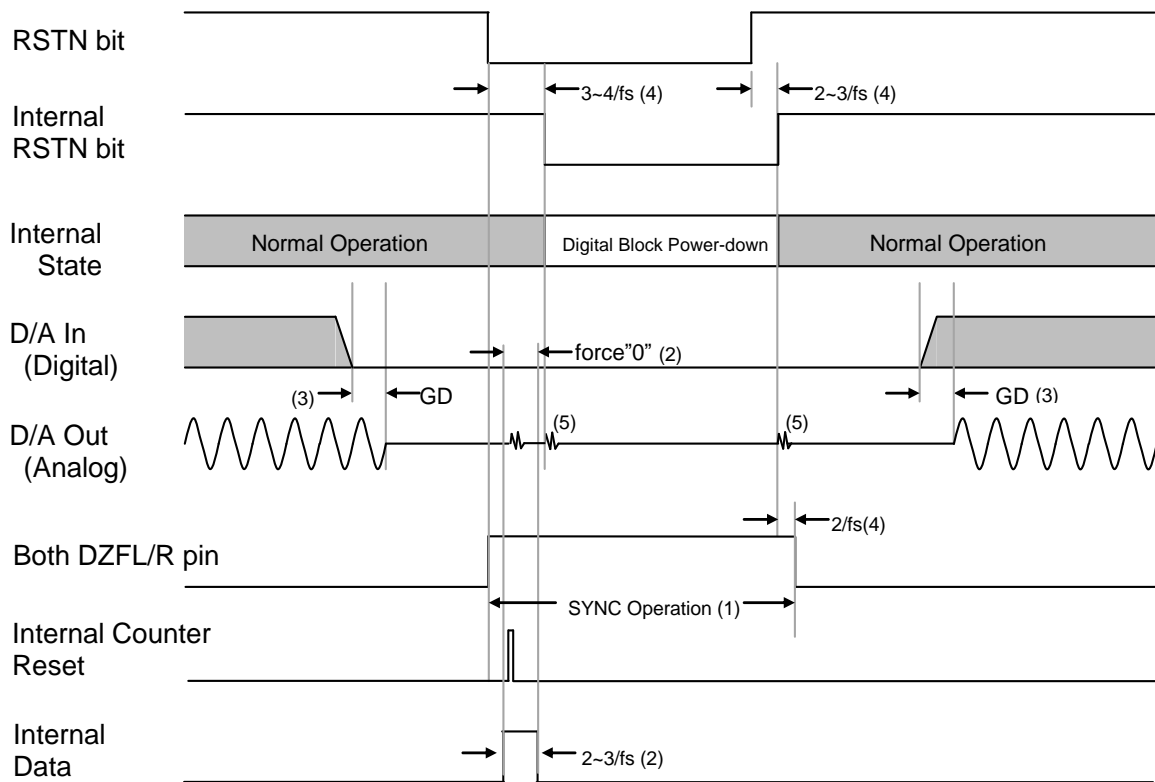 RSTN bit
3~4/fs (4)
2~3/fs (4)
Internal
RSTN bit
Internal
State
Normal Operation
Digital Block Power-down
Normal Operation
D/A In
(Digital)
force"0" (2)
(3)
GD
GD (3)
D/A Out
(Analog)
(5)
(5)
2/fs(4)
Both DZFL/R pin
SYNC Operation (1)
Internal Counter
Reset
Internal
Data
2~3/fs (2)